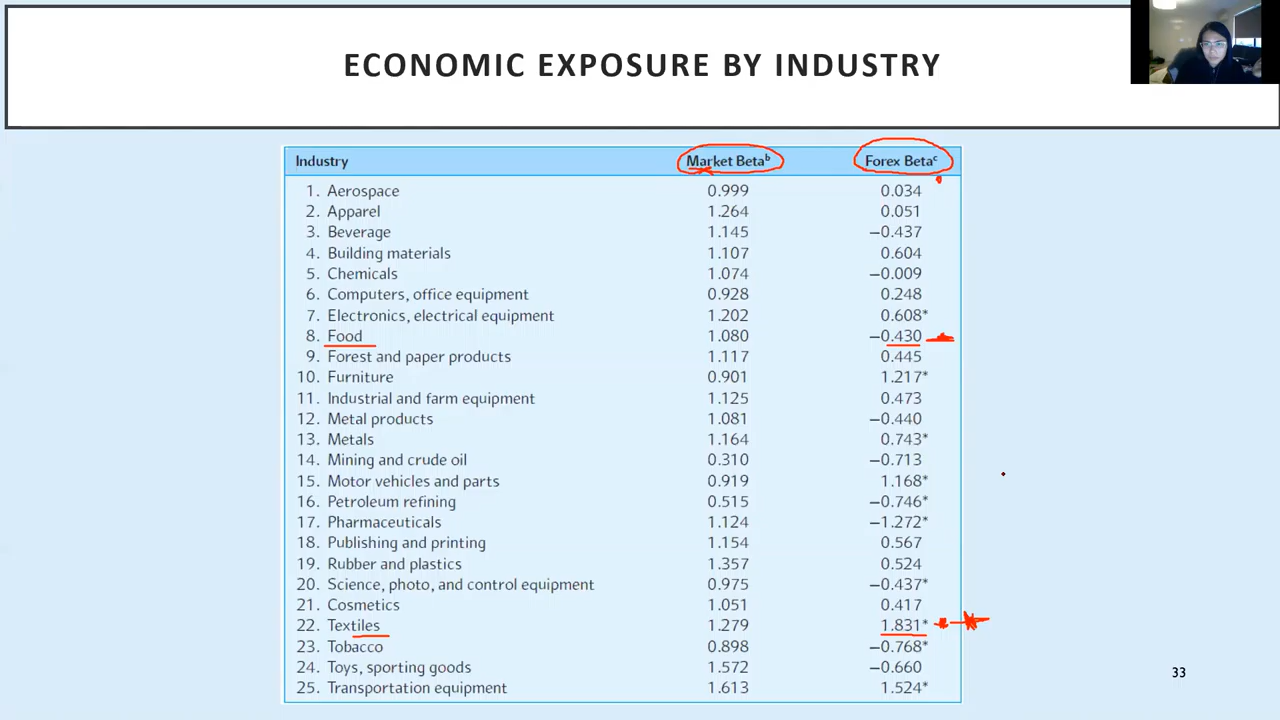 ECONOMIC EXPOSURE BY INDUSTRY
Industry Market Betaᵇ Forex Betaᶜ
1. Aerospace 0.999 0.034
2. Apparel 1.264 0.051
3. Beverage 1.145 −0.437
4. Building materials 1.107 0.604
5. Chemicals 1.074 −0.009
6. Computers, office equipment 0.928 0.248
7. Electronics, electrical equipment 1.202 0.608*
8. Food 1.080 −0.430
9. Forest and paper products 1.117 0.445
10. Furniture 0.901 1.217*
11. Industrial and farm equipment 1.125 0.473
12. Metal products 1.081 −0.440
13. Metals 1.164 0.743*
14. Mining and crude oil 0.310 −0.713
15. Motor vehicles and parts 0.919 1.168*
16. Petroleum refining 0.515 −0.746*
17. Pharmaceuticals 1.124 −1.272*
18. Publishing and printing 1.154 0.567
19. Rubber and plastics 1.357 0.524
20. Science, photo, and control equipment 0.975 −0.437*
21. Cosmetics 1.051 0.417
22. Textiles 1.279 1.831*
23. Tobacco 0.898 −0.768*
24. Toys, sporting goods 1.572 −0.660
25. Transportation equipment 1.613 1.524*
33